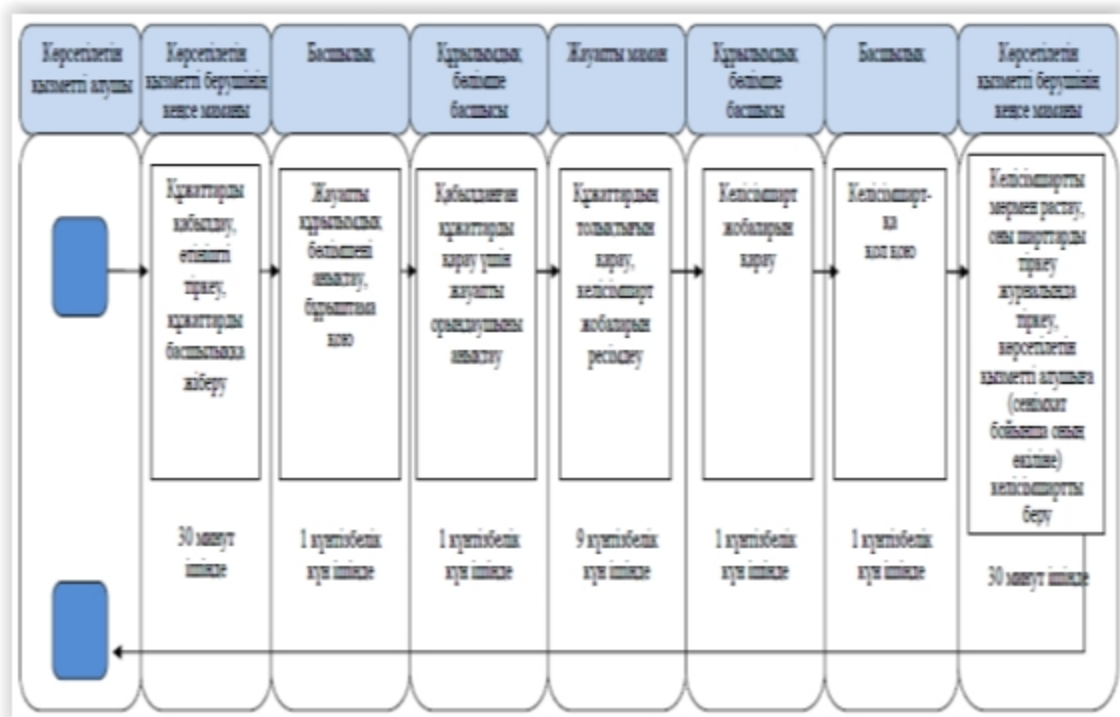 Көрсетілетін
қызметті алушы
Көрсетілетін
қызметті берушінің
кеңсе маманы
Басшылық
Құрылымдық
бөлімше
басшысы
Жауапты маман
Құрылымдық
бөлімше
басшысы
Басшылық
Көрсетілетін
қызметті берушінің
кеңсе маманы
Құжаттарды
қабылдау,
өтінішті
тіркеу,
құжаттарды
басшылыққа
жіберу
Жауапты
құрылымдық
бөлімшені
анықтау,
бұрыштама
қою
Қабылданған
құжаттарды
қарау үшін
жауапты
орындаушыны
анықтау
Құжаттардың
толықтығын
қарау,
келісімшарт
жобаларын
ресімдеу
Келісімшарт
жобаларын
қарау
Келісімшарт-
қа
қол қою
Келісімшартты
мөрмен растау,
оны шарттарды
тіркеу
журналында
тіркеу,
көрсетілетін
қызметті алушыға
(сенімхат
бойынша оның
өкіліне)
келісімшартты
беру
30 минут
ішінде
1 күнтізбелік
күн ішінде
1 күнтізбелік
күн ішінде
9 күнтізбелік
күн ішінде
1 күнтізбелік
күн ішінде
1 күнтізбелік
күн ішінде
30 минут ішінде